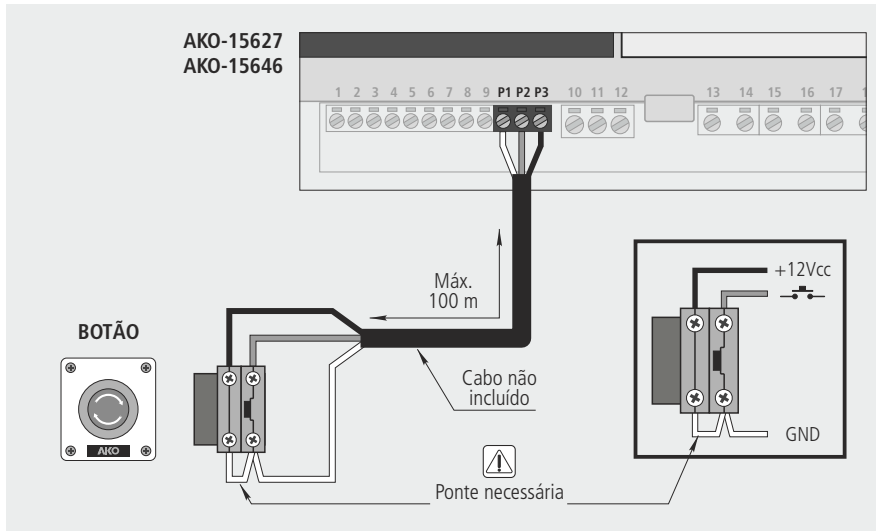 AKO-15627
AKO-15646
1 2 3 4 5 6 7 8 9 P1 P2 P3 10 11 12 13 14 15 16 17
Máx.
100 m
+12Vcc
BOTÃO
Cabo não
incluído
AKO
GND
Ponte necessária